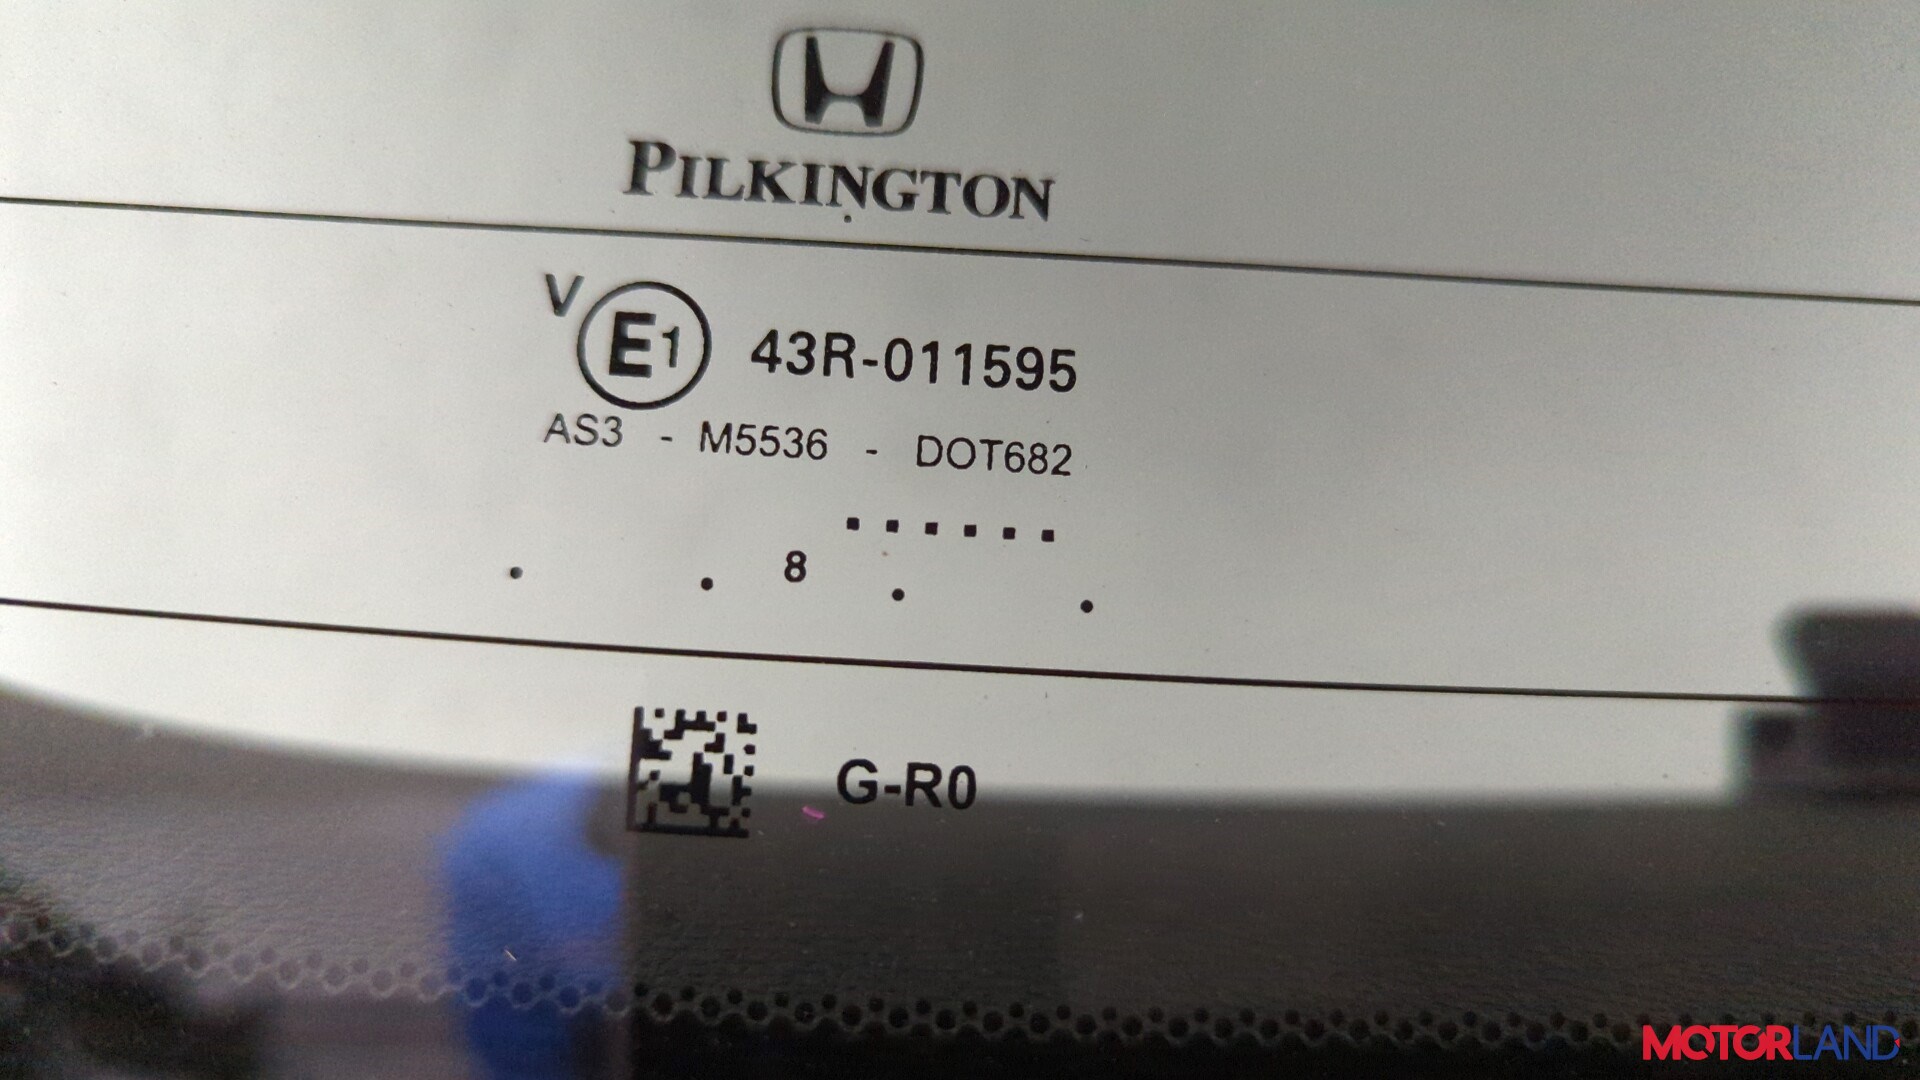 PILKINGTON
V E1 43R-011595
AS3 - M5536 - DOT682
......
. . 8 . .
G-R0
MOTORLAND